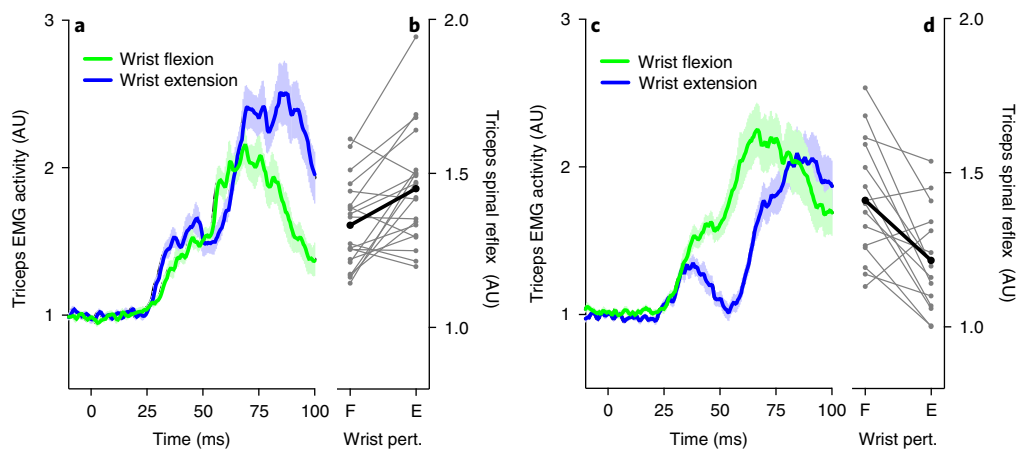 a
3
2
1
Triceps EMG activity (AU)
Wrist flexion
Wrist extension
0
25
50
75
100
Time (ms)
b
2.0
1.5
1.0
Triceps spinal reflex (AU)
F
E
Wrist pert.
c
3
2
1
Triceps EMG activity (AU)
Wrist flexion
Wrist extension
0
25
50
75
100
Time (ms)
d
2.0
1.5
1.0
Triceps spinal reflex (AU)
F
E
Wrist pert.